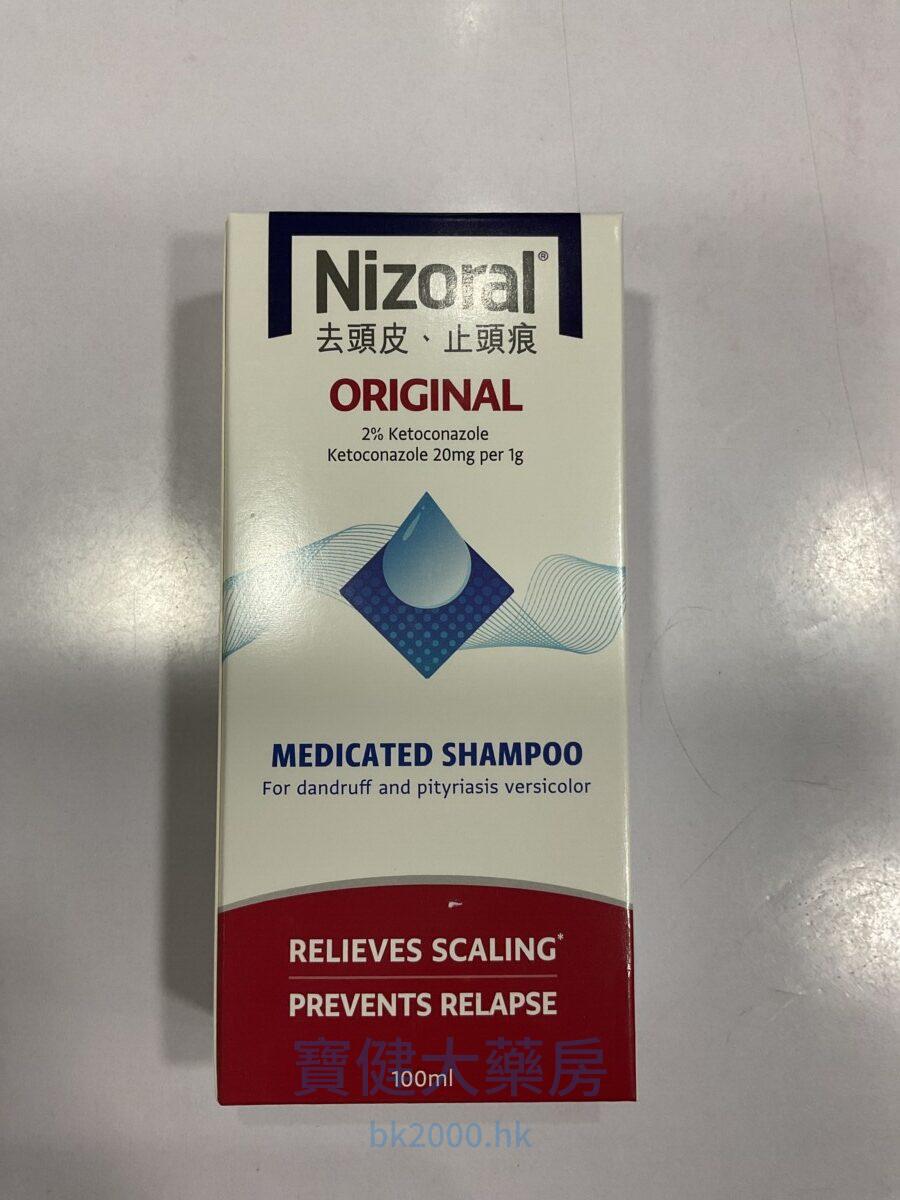 Nizoral®
去頭皮、止頭痕
ORIGINAL
2% Ketoconazole
Ketoconazole 20mg per 1g
MEDICATED SHAMPOO
For dandruff and pityriasis versicolor
RELIEVES SCALING*
PREVENTS RELAPSE
寶健大藥房
100ml
bk2000.hk